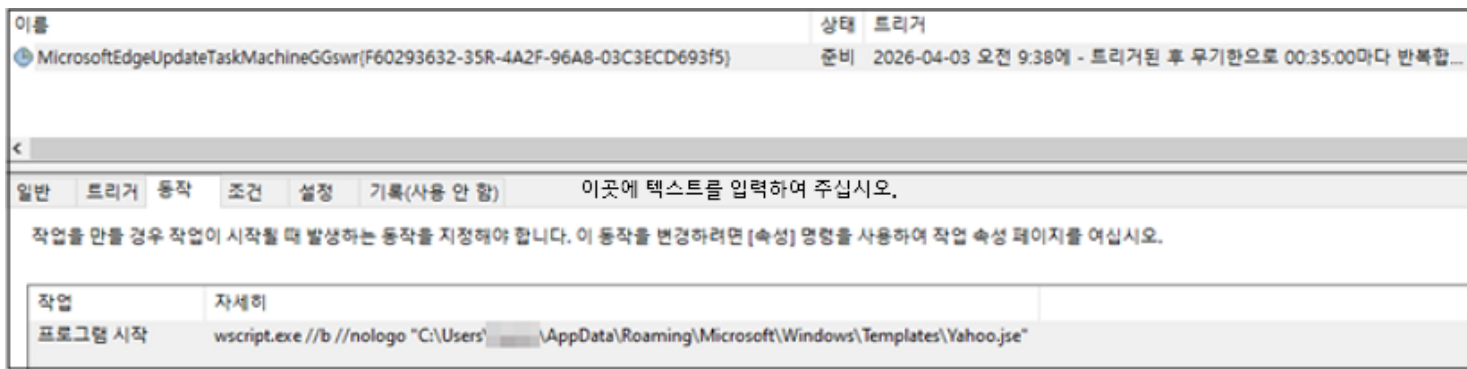 이름 상태 트리거
MicrosoftEdgeUpdateTaskMachineGGswr{F60293632-35R-4A2F-96A8-03C3ECD693f5} 준비 2026-04-03 오전 9:38에 - 트리거된 후 무기한으로 00:35:00마다 반복합...
일반 트리거 동작 조건 설정 기록(사용 안 함) 이곳에 텍스트를 입력하여 주십시오.
작업을 만들 경우 작업이 시작될 때 발생하는 동작을 지정해야 합니다. 이 동작을 변경하려면 [속성] 명령을 사용하여 작업 속성 페이지를 여십시오.
작업 자세히
프로그램 시작 wscript.exe //b //nologo "C:\Users\ \AppData\Roaming\Microsoft\Windows\Templates\Yahoo.jse"